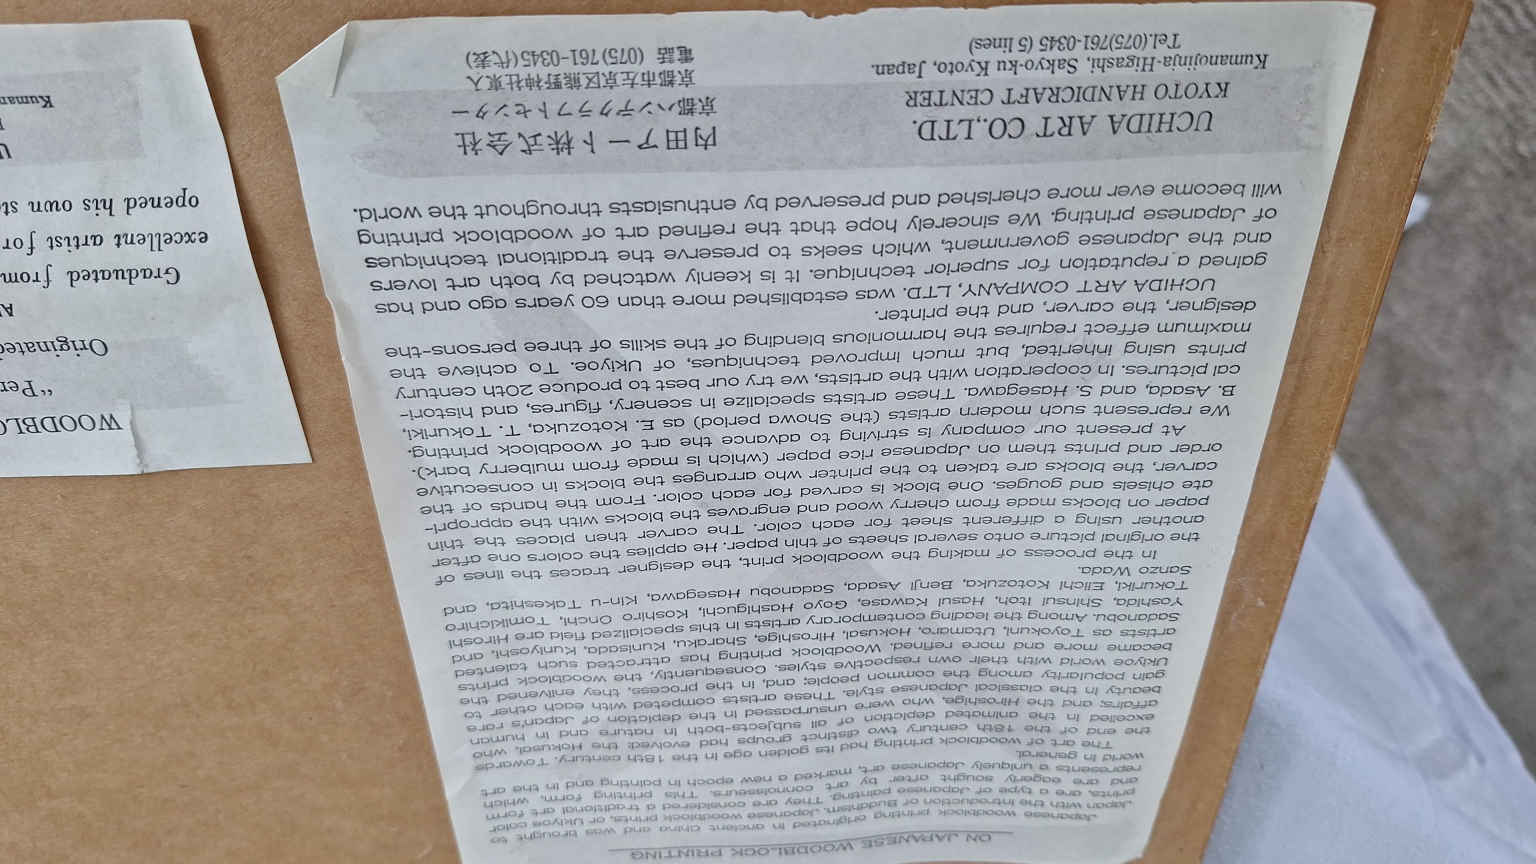 ON JAPANESE WOODBLOCK PRINTING
Japanese woodblock printing originated in ancient China and was brought to
Japan with the introduction of Buddhism. Japanese woodblock prints, or Ukiyoe color
prints, are a type of Japanese painting. They are considered a traditional art form
and are eagerly sought after by art connoisseurs. This printing form, which
represents a uniquely Japanese art, marked a new epoch in painting and in the art
world in general.
The art of woodblock printing had its golden age in the 18th century. Towards
the end of the 18th century two distinct groups had evolved: the Hokusai, who
excelled in the animated depiction of all subjects-both in nature and in human
affairs; and the Hiroshige, who were unsurpassed in the depiction of Japan's rare
beauty in the classical Japanese style. These artists competed with each other to
gain popularity among the common people; and, in the process, they enlivened the
Ukiyoe world with their own respective styles. Consequently, the woodblock prints
became more and more refined. Woodblock printing has attracted such talented
artists as Toyokuni, Utamaro, Hokusai, Hiroshige, Sharaku, Kunisada, Kuniyoshi, and
Sadanobu. Among the leading contemporary artists in this specialized field are Hiroshi
Yoshida, Shinsui Itoh, Hasui Kawase, Goyo Hashiguchi, Koshiro Onchi, Tomikichiro
Tokuriki, Eiichi Kotozuka, Benji Asada, Sadanobu Hasegawa, Kin-u Takeshita, and
Sanzo Wada.
In the process of making the woodblock print, the designer traces the lines of
the original picture onto several sheets of thin paper. He applies the colors one after
another using a different sheet for each color. The carver then places the thin
paper on blocks made from cherry wood and engraves the blocks with the appropri-
ate chisels and gouges. One block is carved for each color. From the hands of the
carver, the blocks are taken to the printer who arranges the blocks in consecutive
order and prints them on Japanese rice paper (which is made from mulberry bark).
At present our company is striving to advance the art of woodblock printing.
We represent such modern artists (the Showa period) as E. Kotozuka, T. Tokuriki,
B. Asada, and S. Hasegawa. These artists specialize in scenery, figures, and histori-
cal pictures. In cooperation with the artists, we try our best to produce 20th century
prints using inherited, but much improved techniques, of Ukiyoe. To achieve the
maximum effect requires the harmonious blending of the skills of three persons-the
designer, the carver, and the printer.
UCHIDA ART COMPANY, LTD. was established more than 60 years ago and has
gained a reputation for superior technique. It is keenly watched by both art lovers
and the Japanese government, which seeks to preserve the traditional techniques
of Japanese printing. We sincerely hope that the refined art of woodblock printing
will become ever more cherished and preserved by enthusiasts throughout the world.
UCHIDA ART CO., LTD.
KYOTO HANDICRAFT CENTER
Kumanojinja-Higashi, Sakyo-ku Kyoto, Japan.
Tel.(075)761-0345 (5 lines)
内田アート株式会社
京都ハンディクラフトセンター
京都市左京区熊野神社東入
電話 (075)761-0345(代表)
WOODBLO
"Per
Originated
Graduated from
excellent artist for
opened his own st
Kuman